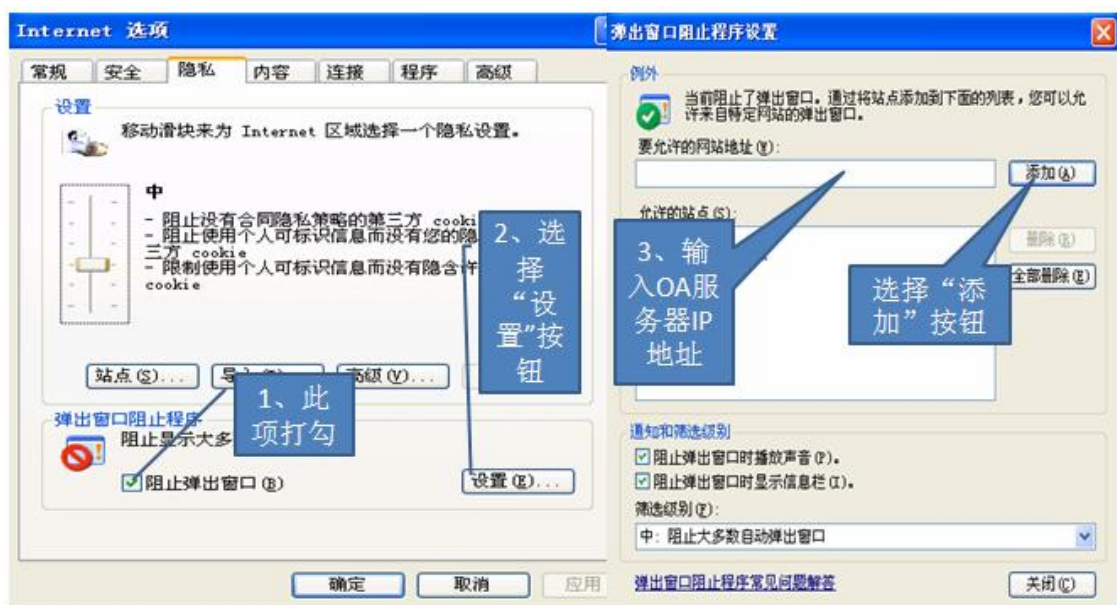 Internet 选项
常规 安全 隐私 内容 连接 程序 高级
设置
移动滑块来为 Internet 区域选择一个隐私设置。
中
- 阻止没有合同隐私策略的第三方 cooki
- 阻止使用个人可标识信息而没有您的隐
三方 cookie
- 限制使用个人可标识信息而没有隐含许
cookie
2、选
择
“设
置”按
钮
站点(S)...
高级(V)...
1、此
项打勾
弹出窗口阻止程序
阻止显示大多
阻止弹出窗口(B)
设置(E)...
确定 取消 应用
弹出窗口阻止程序设置
例外
当前阻止了弹出窗口。通过将站点添加到下面的列表，您可以允
许来自特定网站的弹出窗口。
要允许的网站地址(W):
添加(A)
允许的站点(S):
删除(R)
全部删除(E)
3、输
入OA服
务器IP
地址
选择“添
加”按钮
通知和筛选级别
阻止弹出窗口时播放声音(P)。
阻止弹出窗口时显示信息栏(I)。
筛选级别(F):
中: 阻止大多数自动弹出窗口
弹出窗口阻止程序常见问题解答
关闭(C)